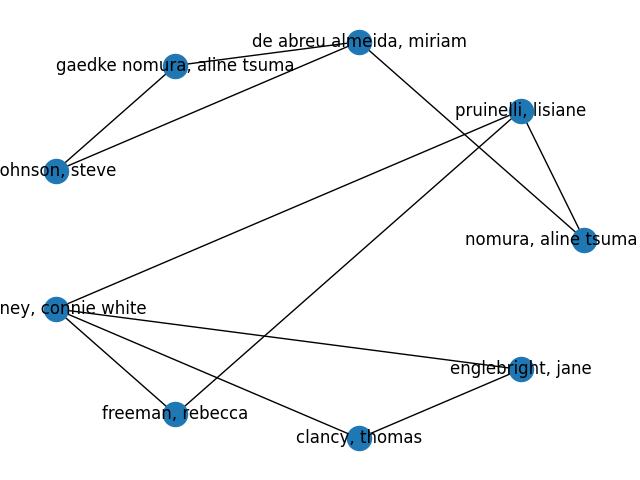 de abreu almeida, miriam
gaedke nomura, aline tsuma
pruinelli, lisiane
ohnson, steve
nomura, aline tsuma
ney, connie white
englebright, jane
freeman, rebecca
clancy, thomas